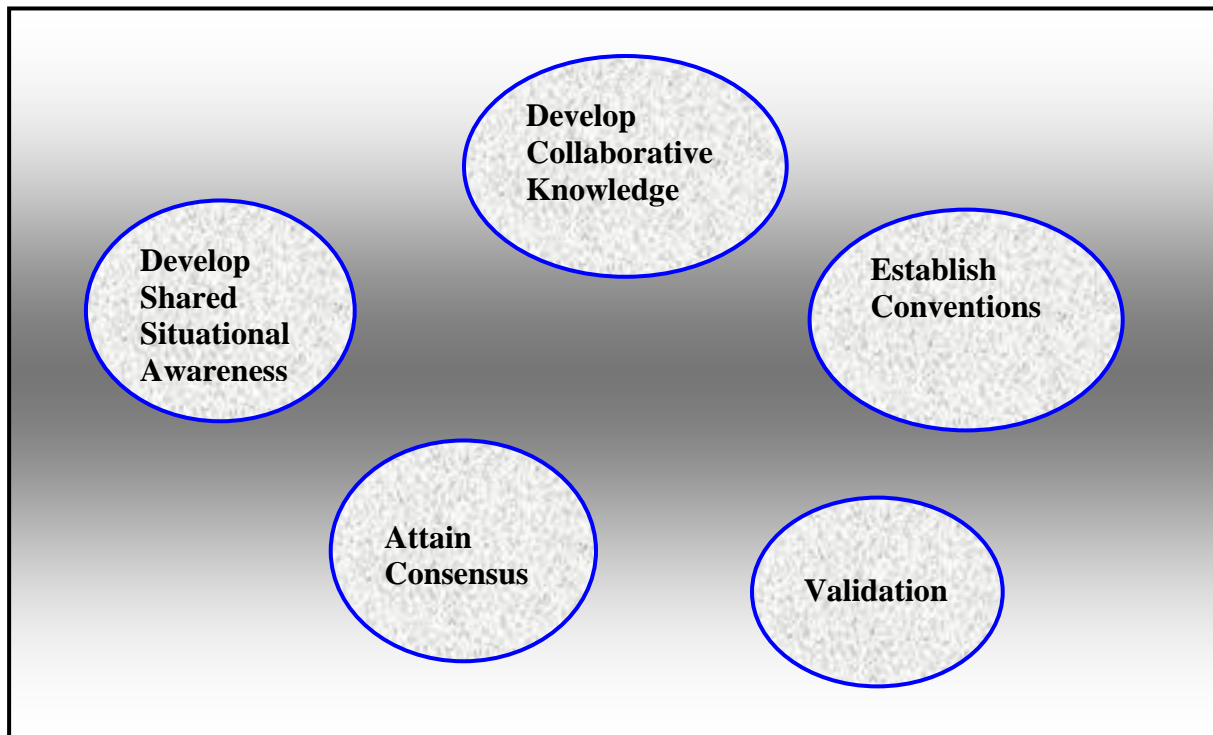 Develop
Collaborative
Knowledge
Develop
Shared
Situational
Awareness
Establish
Conventions
Attain
Consensus
Validation